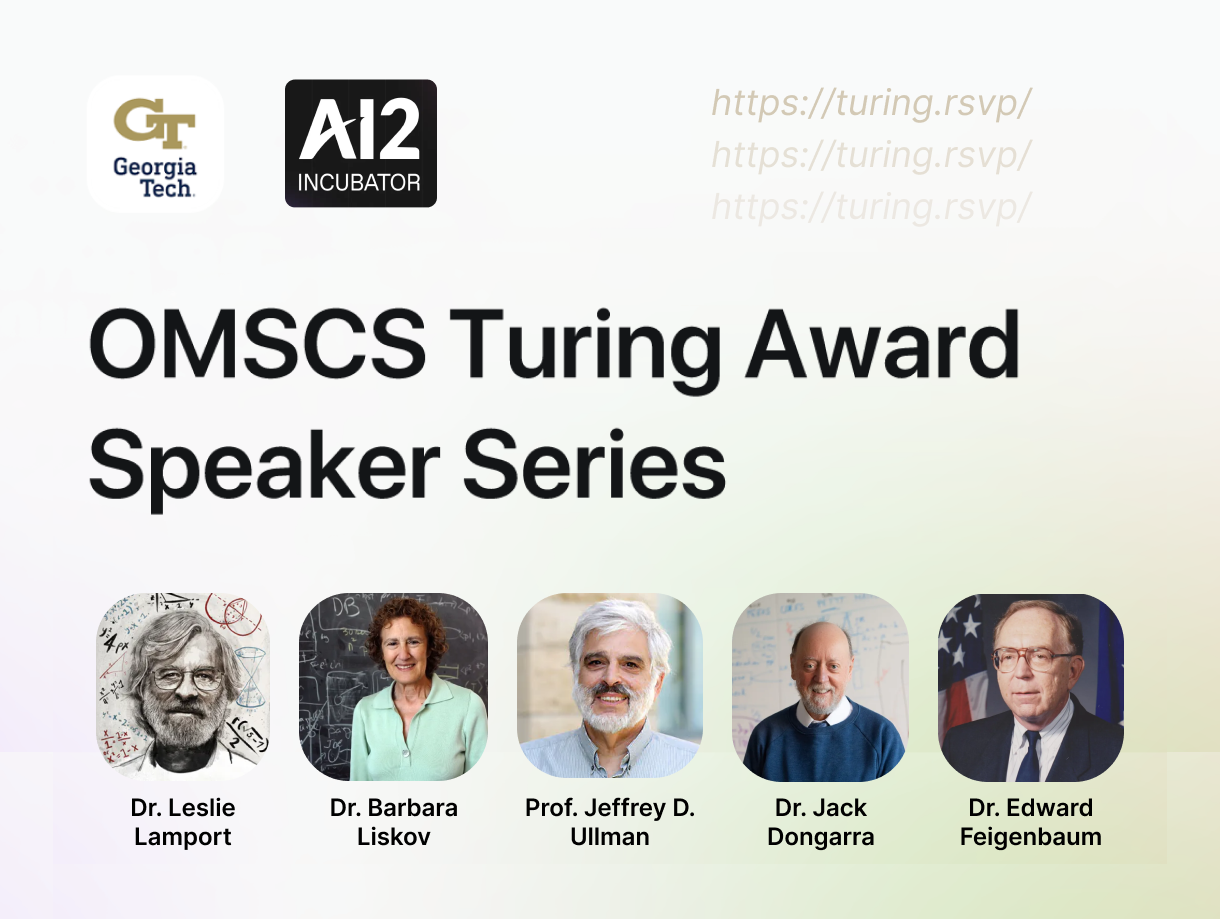 GT
Georgia
Tech.
AI2
INCUBATOR
https://turing.rsvp/
https://turing.rsvp/
https://turing.rsvp/
OMSCS Turing Award
Speaker Series
Dr. Leslie
Lamport
Dr. Barbara
Liskov
Prof. Jeffrey D.
Ullman
Dr. Jack
Dongarra
Dr. Edward
Feigenbaum